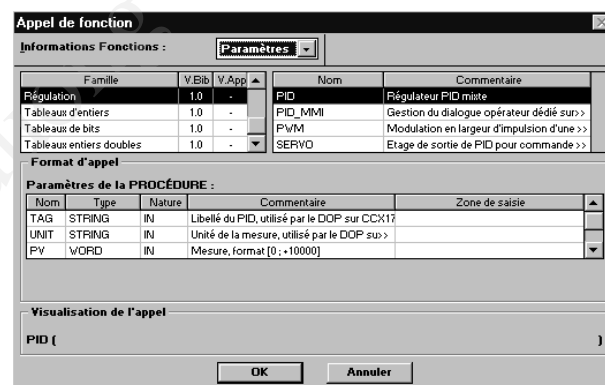 Appel de fonction
Informations Fonctions :
Paramètres
Famille V.Bib V.App
Régulation 1.0 -
Tableaux d'entiers 1.0 -
Tableaux de bits 1.0 -
Tableaux entiers doubles 1.0 -
Nom Commentaire
PID Régulateur PID mixte
PID_MMI Gestion du dialogue opérateur dédié sur>>
PWM Modulation en largeur d'impulsion d'une >>
SERVO Etage de sortie de PID pour commande >>
Format d'appel
Paramètres de la PROCÉDURE :
Nom Type Nature Commentaire Zone de saisie
TAG STRING IN Libellé du PID, utilisé par le DOP sur CCX17
UNIT STRING IN Unité de la mesure, utilisé par le DOP su>>
PV WORD IN Mesure, format [0 ; +10000]
Visualisation de l'appel
PID ( )
OK Annuler